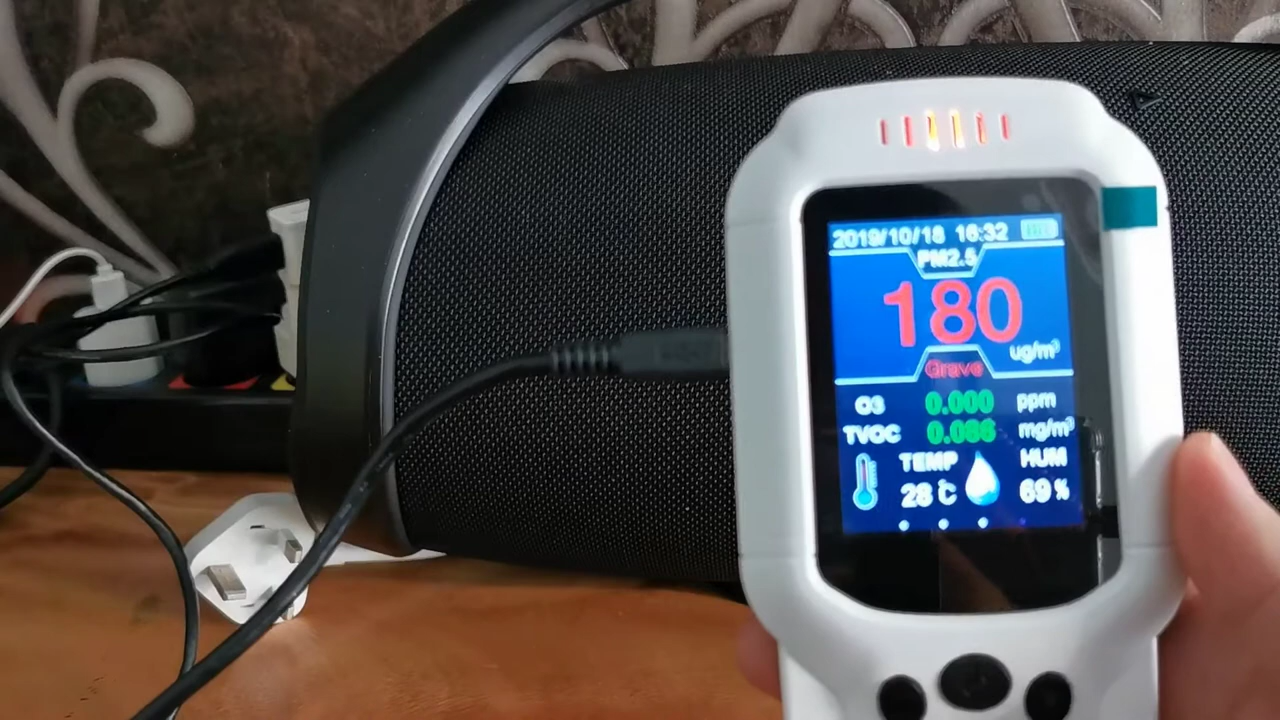 2019/10/18 16:32
PM2.5
180
ug/m³
Grave
O3 0.000 ppm
TVOC 0.086 mg/m³
TEMP HUM
28℃ 69%